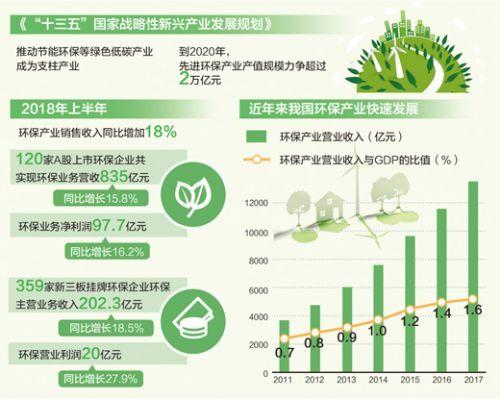 《“十三五”国家战略性新兴产业发展规划》
推动节能环保等绿色低碳产业
成为支柱产业
到2020年，
先进环保产业产值规模力争超过
2万亿元
2018年上半年
环保产业销售收入同比增加18%
120家A股上市环保企业共
实现环保业务营收835亿元
同比增长15.8%
环保业务净利润97.7亿元
同比增长16.2%
359家新三板挂牌环保企业环保
主营业务收入202.3亿元
同比增长18.5%
环保营业利润20亿元
同比增长27.9%
近年来我国环保产业快速发展
环保产业营业收入（亿元）
环保产业营业收入与GDP的比值（%）
12000
10000
8000
6000
4000
2000
0
0.7 0.8 0.9 1.0 1.2 1.4 1.6
2011 2012 2013 2014 2015 2016 2017